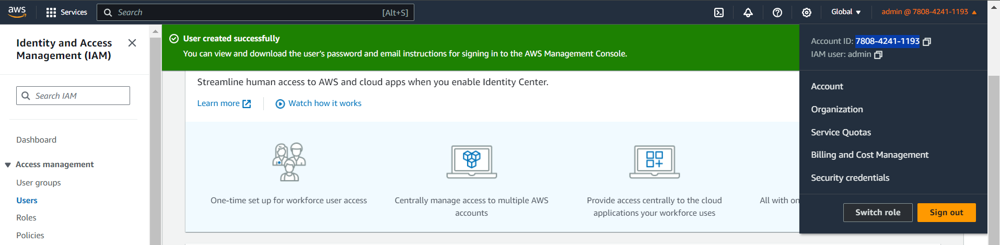 aws
Services
Search
[Alt+S]
Global
admin @ 7808-4241-1193
Identity and Access
Management (IAM)
Search IAM
Dashboard
Access management
User groups
Users
Roles
Policies
User created successfully
You can view and download the user’s password and email instructions for signing in to the AWS Management Console.
Streamline human access to AWS and cloud apps when you enable Identity Center.
Learn more
Watch how it works
One-time set up for workforce user access
Centrally manage access to multiple AWS
accounts
Provide access centrally to the cloud
applications your workforce uses
All with on
Account ID: 7808-4241-1193
IAM user: admin
Account
Organization
Service Quotas
Billing and Cost Management
Security credentials
Switch role
Sign out